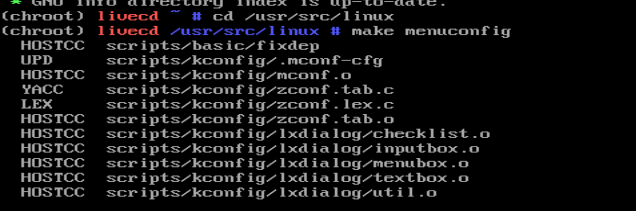 * GNU info directory index is up-to-date.
(chroot) livecd ~ # cd /usr/src/linux
(chroot) livecd /usr/src/linux # make menuconfig
HOSTCC scripts/basic/fixdep
UPD scripts/kconfig/.mconf-cfg
HOSTCC scripts/kconfig/mconf.o
YACC scripts/kconfig/zconf.tab.c
LEX scripts/kconfig/zconf.lex.c
HOSTCC scripts/kconfig/zconf.tab.o
HOSTCC scripts/kconfig/lxdialog/checklist.o
HOSTCC scripts/kconfig/lxdialog/inputbox.o
HOSTCC scripts/kconfig/lxdialog/menubox.o
HOSTCC scripts/kconfig/lxdialog/textbox.o
HOSTCC scripts/kconfig/lxdialog/util.o